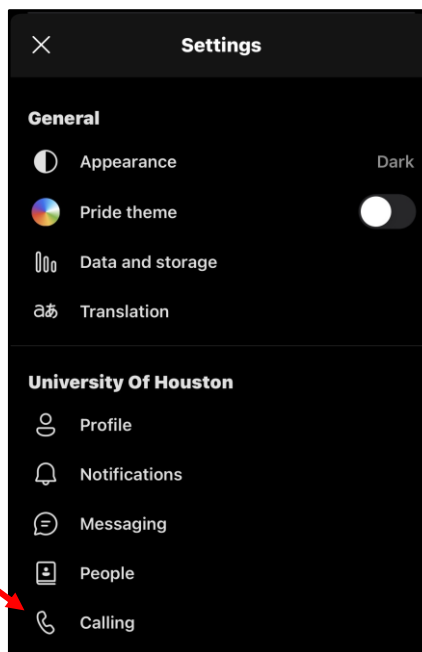 Settings
General
Appearance Dark
Pride theme
Data and storage
aあ Translation
University Of Houston
Profile
Notifications
Messaging
People
Calling